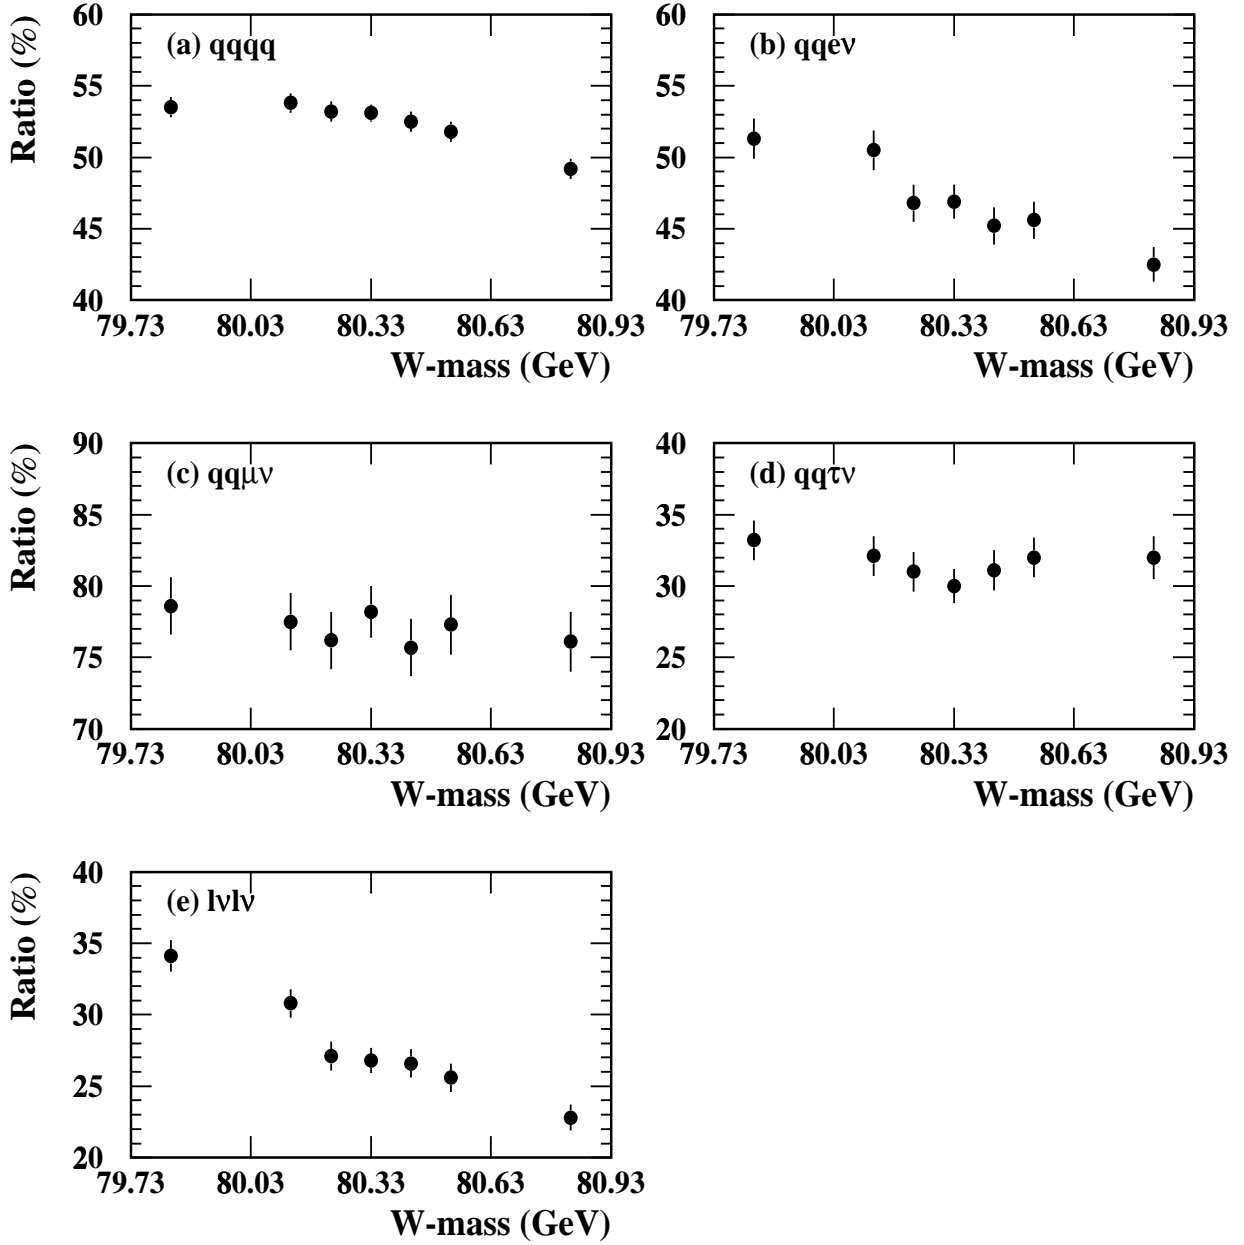 Ratio (%)
60
55
50
45
40
(a) qqqq
79.73 80.03 80.33 80.63 80.93
W-mass (GeV)
60
55
50
45
40
(b) qqeν
79.73 80.03 80.33 80.63 80.93
W-mass (GeV)
Ratio (%)
90
85
80
75
70
(c) qqμν
79.73 80.03 80.33 80.63 80.93
W-mass (GeV)
40
35
30
25
20
(d) qqτν
79.73 80.03 80.33 80.63 80.93
W-mass (GeV)
Ratio (%)
40
35
30
25
20
(e) lνlν
79.73 80.03 80.33 80.63 80.93
W-mass (GeV)